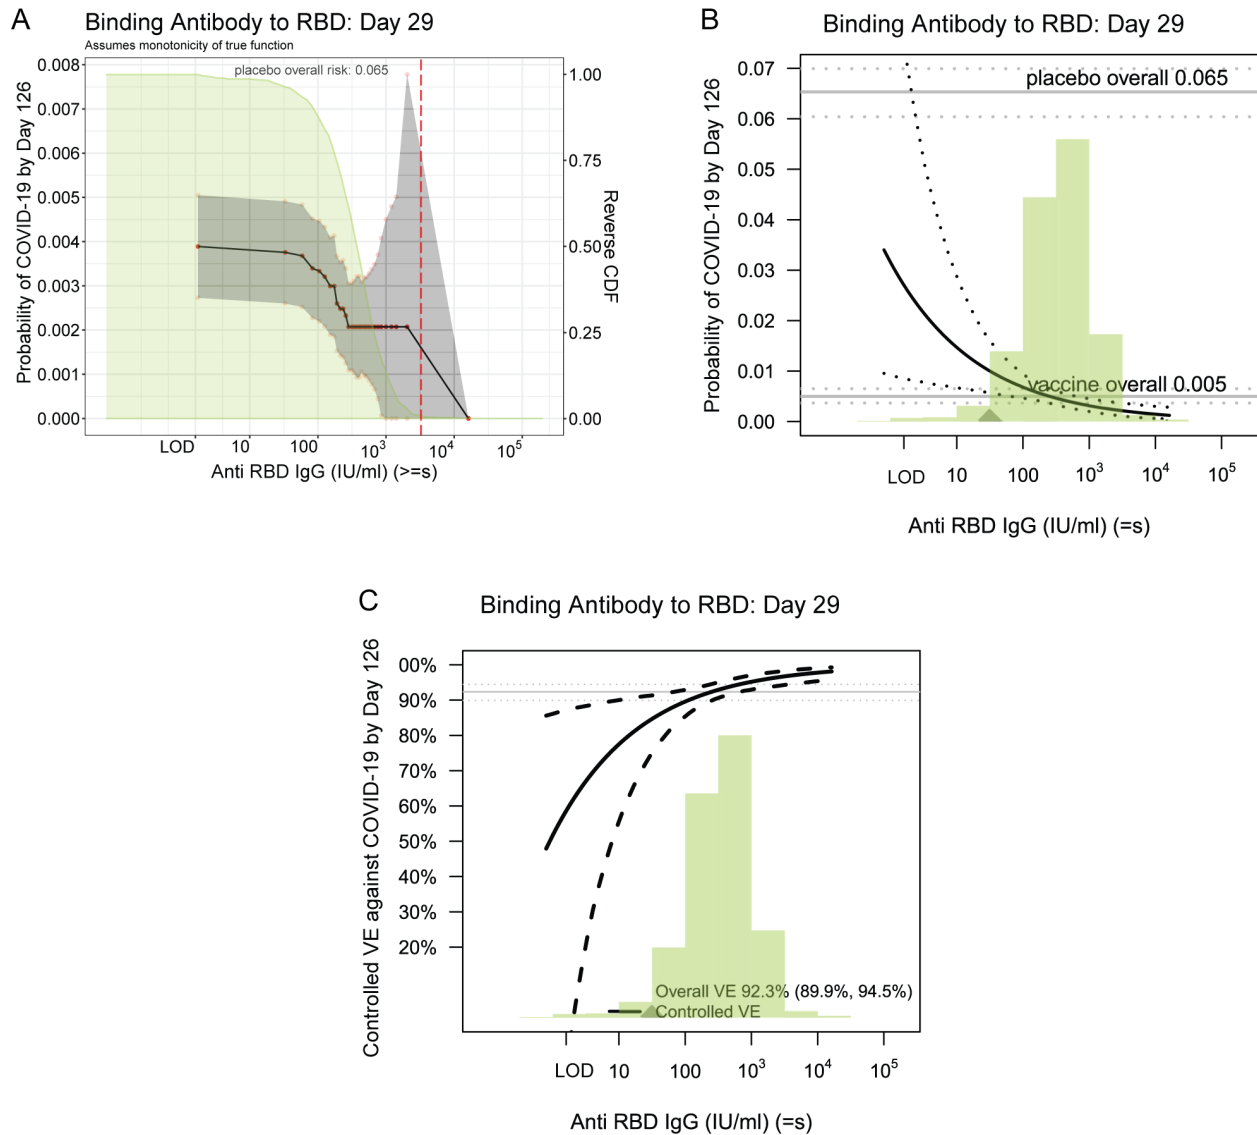 A
Binding Antibody to RBD: Day 29
Assumes monotonicity of true function
placebo overall risk: 0.065
Probability of COVID-19 by Day 126
0.008
0.007
0.006
0.005
0.004
0.003
0.002
0.001
0.000
1.00
0.75
0.50
0.25
0.00
Reverse CDF
LOD 10 100 10³ 10⁴ 10⁵
Anti RBD IgG (IU/ml) (>=s)
B
Binding Antibody to RBD: Day 29
Probability of COVID-19 by Day 126
0.07
0.06
0.05
0.04
0.03
0.02
0.01
0.00
placebo overall 0.065
vaccine overall 0.005
LOD 10 100 10³ 10⁴ 10⁵
Anti RBD IgG (IU/ml) (=s)
C
Binding Antibody to RBD: Day 29
Controlled VE against COVID-19 by Day 126
00%
90%
80%
70%
60%
50%
40%
30%
20%
Overall VE 92.3% (89.9%, 94.5%)
Controlled VE
LOD 10 100 10³ 10⁴ 10⁵
Anti RBD IgG (IU/ml) (=s)